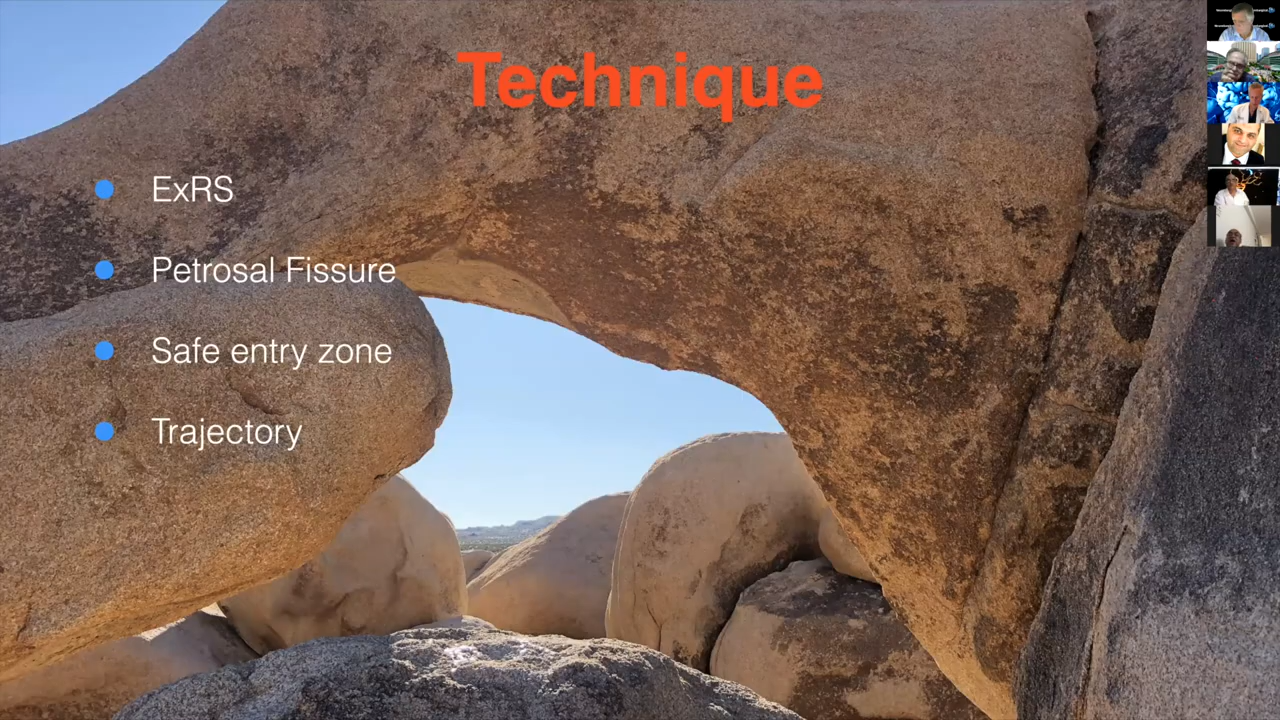 Technique
ExRS
Petrosal Fissure
Safe entry zone
Trajectory